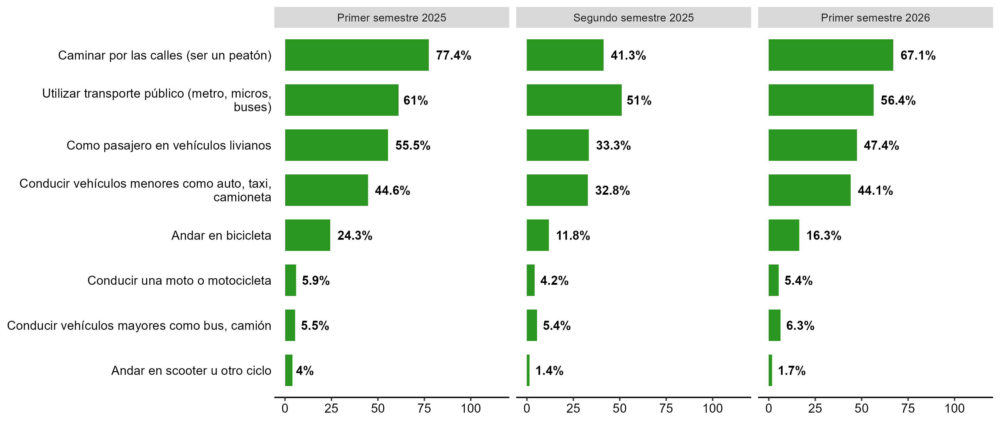 Primer semestre 2025
Segundo semestre 2025
Primer semestre 2026
Caminar por las calles (ser un peatón)
77.4%
41.3%
67.1%
Utilizar transporte público (metro, micros,
buses)
61%
51%
56.4%
Como pasajero en vehículos livianos
55.5%
33.3%
47.4%
Conducir vehículos menores como auto, taxi,
camioneta
44.6%
32.8%
44.1%
Andar en bicicleta
24.3%
11.8%
16.3%
Conducir una moto o motocicleta
5.9%
4.2%
5.4%
Conducir vehículos mayores como bus, camión
5.5%
5.4%
6.3%
Andar en scooter u otro ciclo
4%
1.4%
1.7%
0 25 50 75 100
0 25 50 75 100
0 25 50 75 100